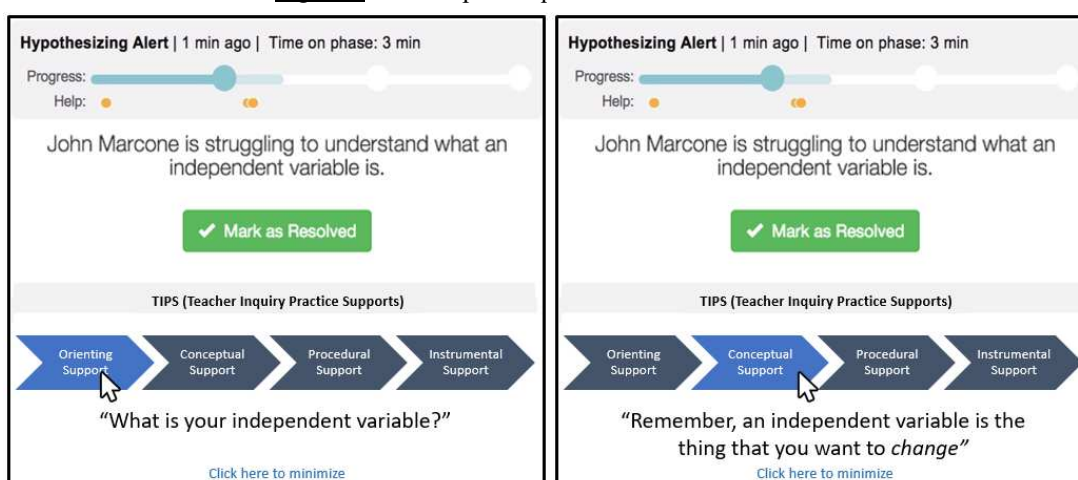 Hypothesizing Alert | 1 min ago | Time on phase: 3 min
Progress:
Help:
John Marcone is struggling to understand what an
independent variable is.
✓ Mark as Resolved
TIPS (Teacher Inquiry Practice Supports)
Orienting
Support
Conceptual
Support
Procedural
Support
Instrumental
Support
“What is your independent variable?”
Click here to minimize
Hypothesizing Alert | 1 min ago | Time on phase: 3 min
Progress:
Help:
John Marcone is struggling to understand what an
independent variable is.
✓ Mark as Resolved
TIPS (Teacher Inquiry Practice Supports)
Orienting
Support
Conceptual
Support
Procedural
Support
Instrumental
Support
“Remember, an independent variable is the
thing that you want to change”
Click here to minimize